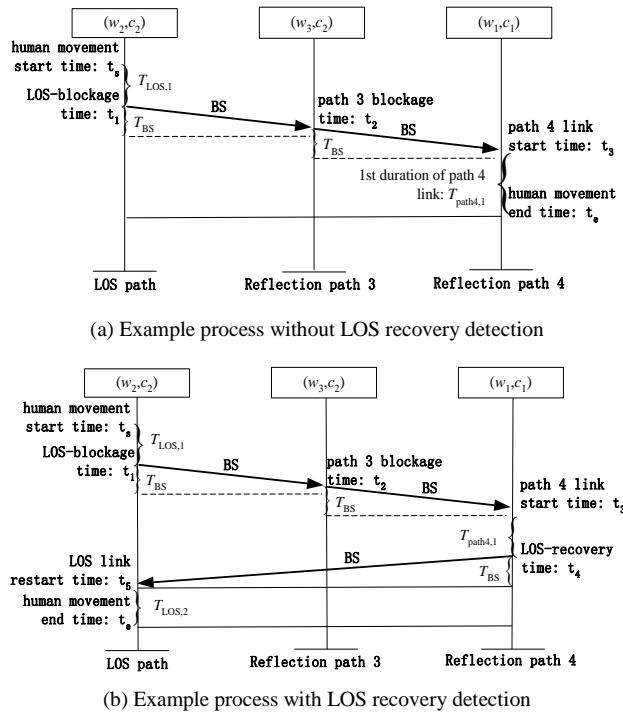 (w2,c2) (w3,c2) (w1,c1)
human movement
start time: ts
TLOS,1
LOS-blockage
time: t1
BS
path 3 blockage
time: t2
BS
TBS
TBS
path 4 link
start time: t3
1st duration of path 4
link: Tpath4,1
human movement
end time: te
LOS path Reflection path 3 Reflection path 4
(a) Example process without LOS recovery detection
(w2,c2) (w3,c2) (w1,c1)
human movement
start time: ts
TLOS,1
LOS-blockage
time: t1
BS
path 3 blockage
time: t2
BS
TBS
TBS
path 4 link
start time: t3
Tpath4,1
LOS-recovery
time: t4
BS
TBS
LOS link
restart time: t5
human movement
end time: te
TLOS,2
LOS path Reflection path 3 Reflection path 4
(b) Example process with LOS recovery detection